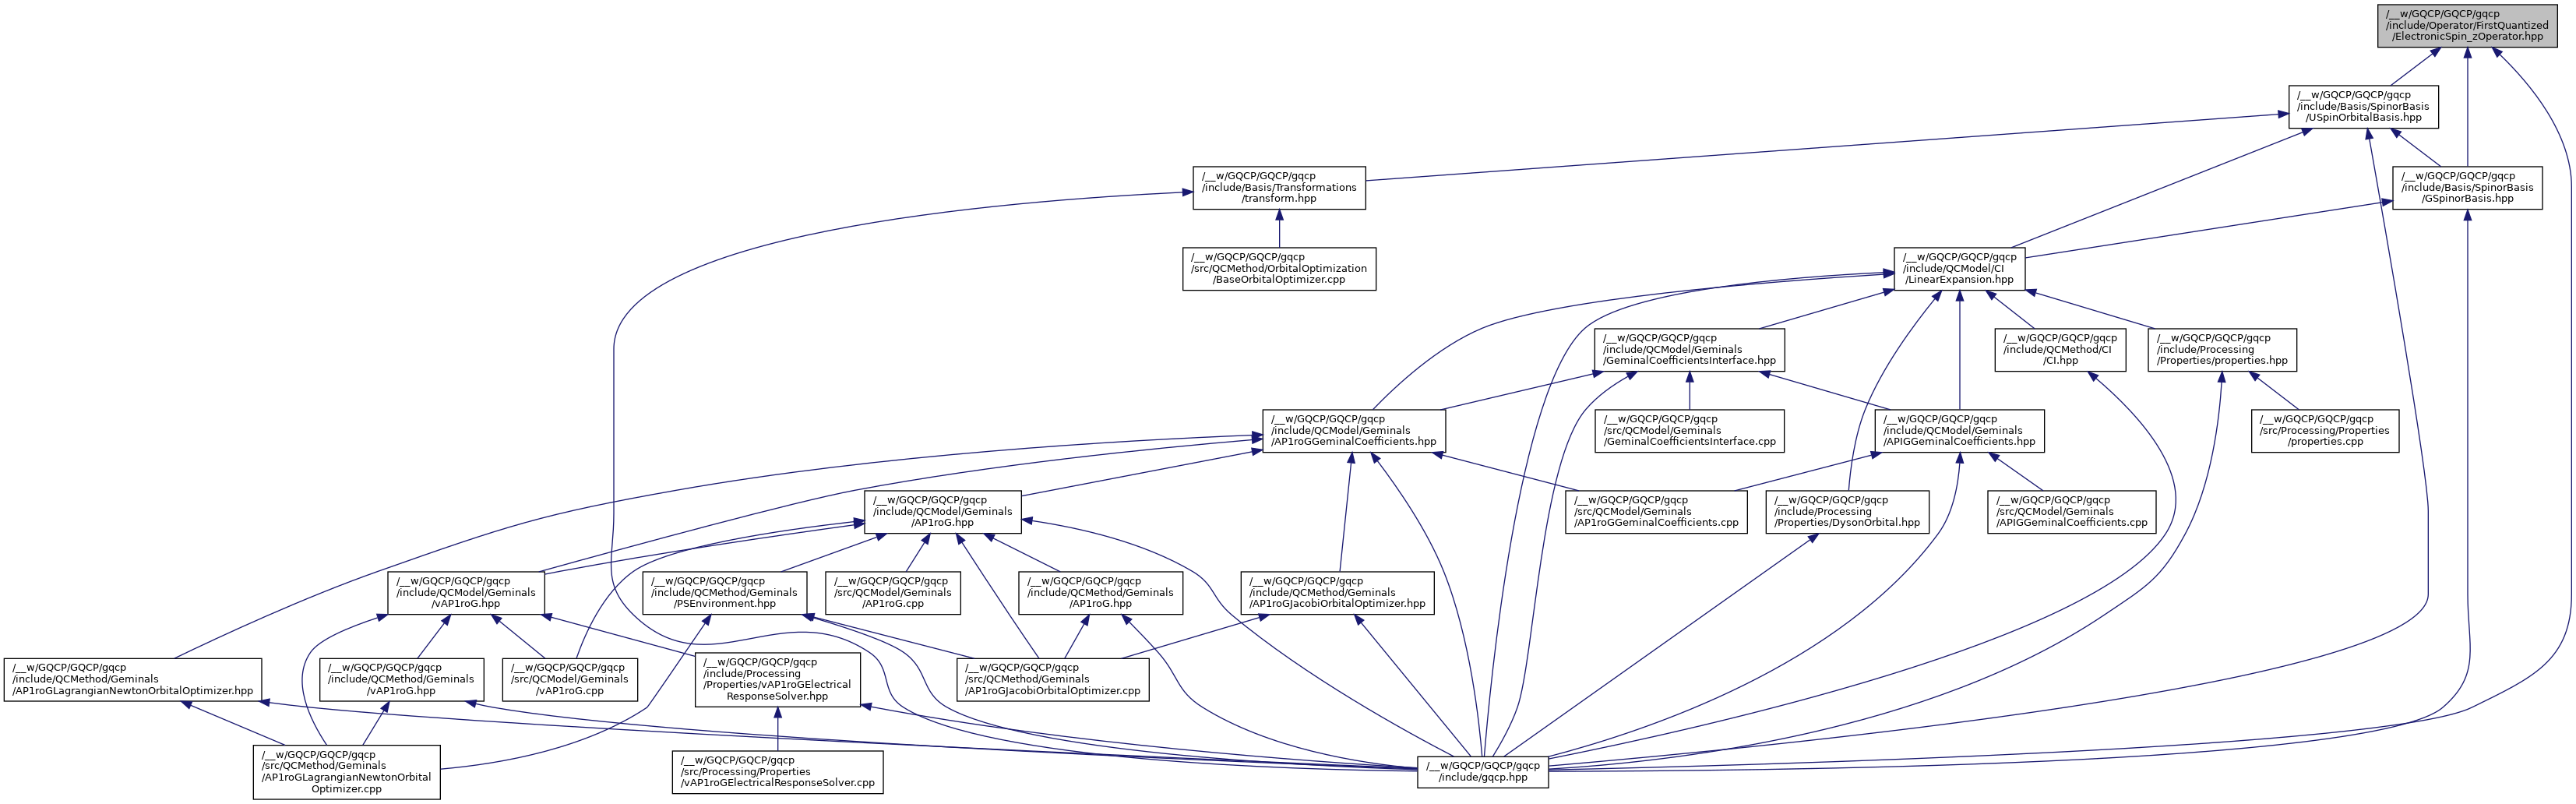 /__w/GQCP/GQCP/gqcp
/include/Operator/FirstQuantized
/ElectronicSpin_zOperator.hpp
/__w/GQCP/GQCP/gqcp
/include/Basis/SpinorBasis
/USpinOrbitalBasis.hpp
/__w/GQCP/GQCP/gqcp
/include/Basis/Transformations
/transform.hpp
/__w/GQCP/GQCP/gqcp
/include/Basis/SpinorBasis
/GSpinorBasis.hpp
/__w/GQCP/GQCP/gqcp
/src/QCMethod/OrbitalOptimization
/BaseOrbitalOptimizer.cpp
/__w/GQCP/GQCP/gqcp
/include/QCModel/CI
/LinearExpansion.hpp
/__w/GQCP/GQCP/gqcp
/include/QCModel/Geminals
/GeminalCoefficientsInterface.hpp
/__w/GQCP/GQCP/gqcp
/include/QCMethod/CI
/CI.hpp
/__w/GQCP/GQCP/gqcp
/include/Processing
/Properties/properties.hpp
/__w/GQCP/GQCP/gqcp
/include/QCModel/Geminals
/AP1roGGeminalCoefficients.hpp
/__w/GQCP/GQCP/gqcp
/src/QCModel/Geminals
/GeminalCoefficientsInterface.cpp
/__w/GQCP/GQCP/gqcp
/include/QCModel/Geminals
/APIGGeminalCoefficients.hpp
/__w/GQCP/GQCP/gqcp
/src/Processing/Properties
/properties.cpp
/__w/GQCP/GQCP/gqcp
/include/QCModel/Geminals
/AP1roG.hpp
/__w/GQCP/GQCP/gqcp
/src/QCModel/Geminals
/AP1roGGeminalCoefficients.cpp
/__w/GQCP/GQCP/gqcp
/include/Processing
/Properties/DysonOrbital.hpp
/__w/GQCP/GQCP/gqcp
/src/QCModel/Geminals
/APIGGeminalCoefficients.cpp
/__w/GQCP/GQCP/gqcp
/include/QCModel/Geminals
/vAP1roG.hpp
/__w/GQCP/GQCP/gqcp
/include/QCMethod/Geminals
/PSEnvironment.hpp
/__w/GQCP/GQCP/gqcp
/src/QCModel/Geminals
/AP1roG.cpp
/__w/GQCP/GQCP/gqcp
/include/QCMethod/Geminals
/AP1roG.hpp
/__w/GQCP/GQCP/gqcp
/include/QCMethod/Geminals
/AP1roGJacobiOrbitalOptimizer.hpp
/__w/GQCP/GQCP/gqcp
/include/QCMethod/Geminals
/AP1roGLagrangianNewtonOrbitalOptimizer.hpp
/__w/GQCP/GQCP/gqcp
/include/QCMethod/Geminals
/vAP1roG.hpp
/__w/GQCP/GQCP/gqcp
/src/QCModel/Geminals
/vAP1roG.cpp
/__w/GQCP/GQCP/gqcp
/include/Processing
/Properties/vAP1roGElectrical
ResponseSolver.hpp
/__w/GQCP/GQCP/gqcp
/src/QCMethod/Geminals
/AP1roGJacobiOrbitalOptimizer.cpp
/__w/GQCP/GQCP/gqcp
/src/QCMethod/Geminals
/AP1roGLagrangianNewtonOrbital
Optimizer.cpp
/__w/GQCP/GQCP/gqcp
/src/Processing/Properties
/vAP1roGElectricalResponseSolver.cpp
/__w/GQCP/GQCP/gqcp
/include/gqcp.hpp